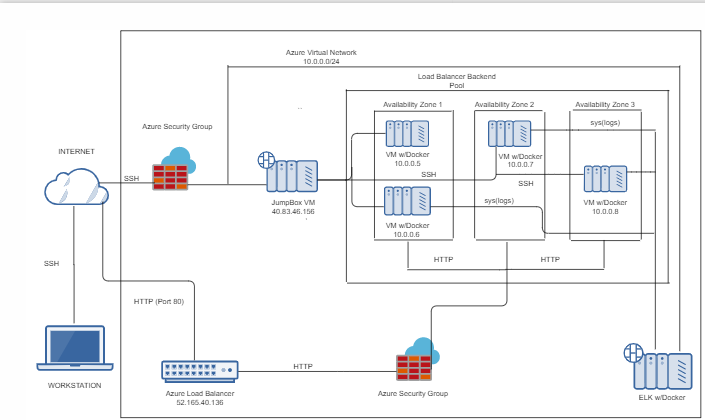 Azure Virtual Network
10.0.0.0/24
Load Balancer Backend
Pool
Availability Zone 1
Availability Zone 2
Availability Zone 3
Azure Security Group
sys(logs)
INTERNET
VM w/Docker
10.0.0.5
VM w/Docker
10.0.0.7
SSH
SSH
SSH
JumpBox VM
40.83.46.156
sys(logs)
VM w/Docker
10.0.0.8
VM w/Docker
10.0.0.6
SSH
HTTP
HTTP
HTTP (Port 80)
HTTP
WORKSTATION
Azure Load Balancer
52.165.40.136
Azure Security Group
ELK w/Docker